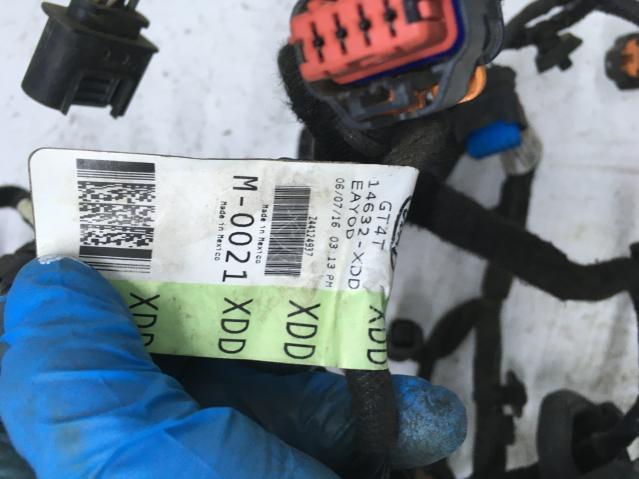 GT4T
14632-XDD
EAYOD
06/07/16 03:13 PM
244124937
Made in Mexico
M-0021
Made in Mexico
XDD
XDD
XDD
XDD